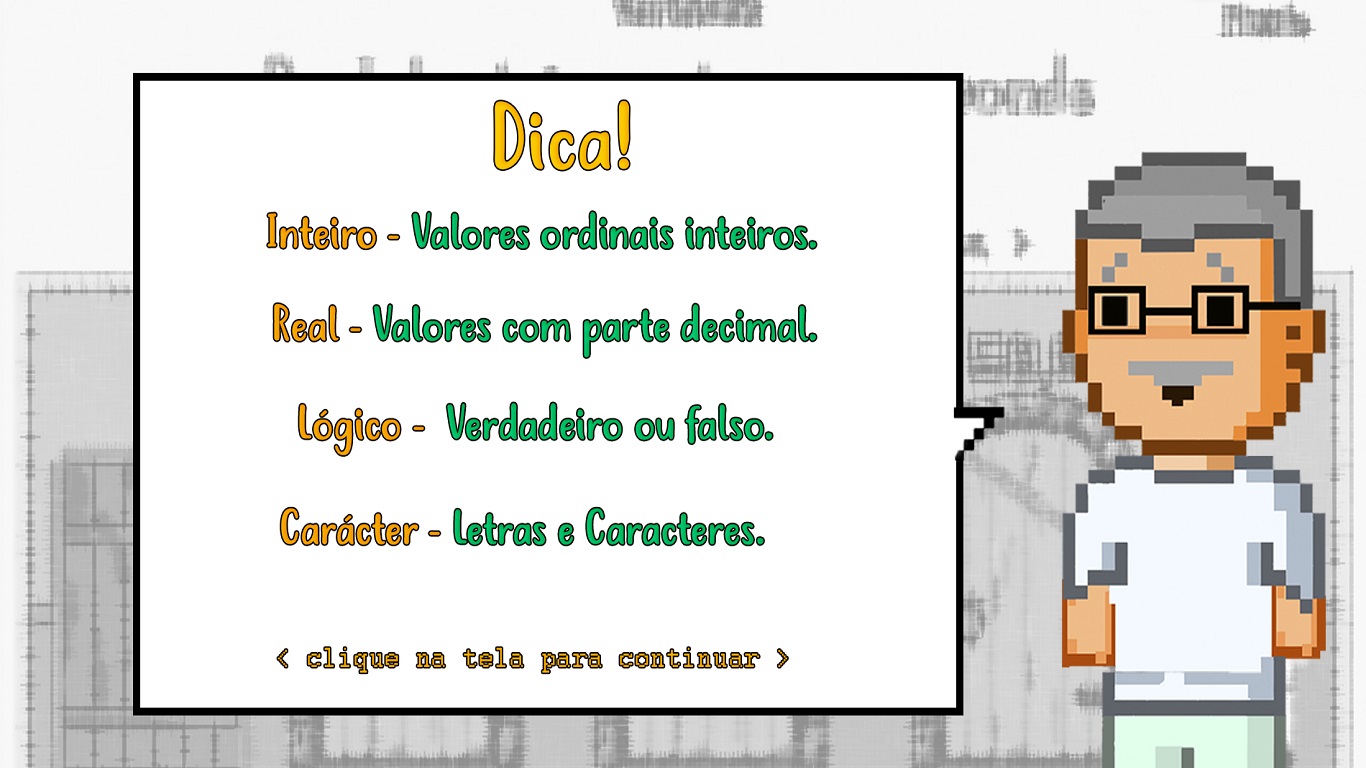 Dica!
Inteiro - Valores ordinais inteiros.
Real - Valores com parte decimal.
Lógico - Verdadeiro ou falso.
Carácter - Letras e Caracteres.
< clique na tela para continuar >